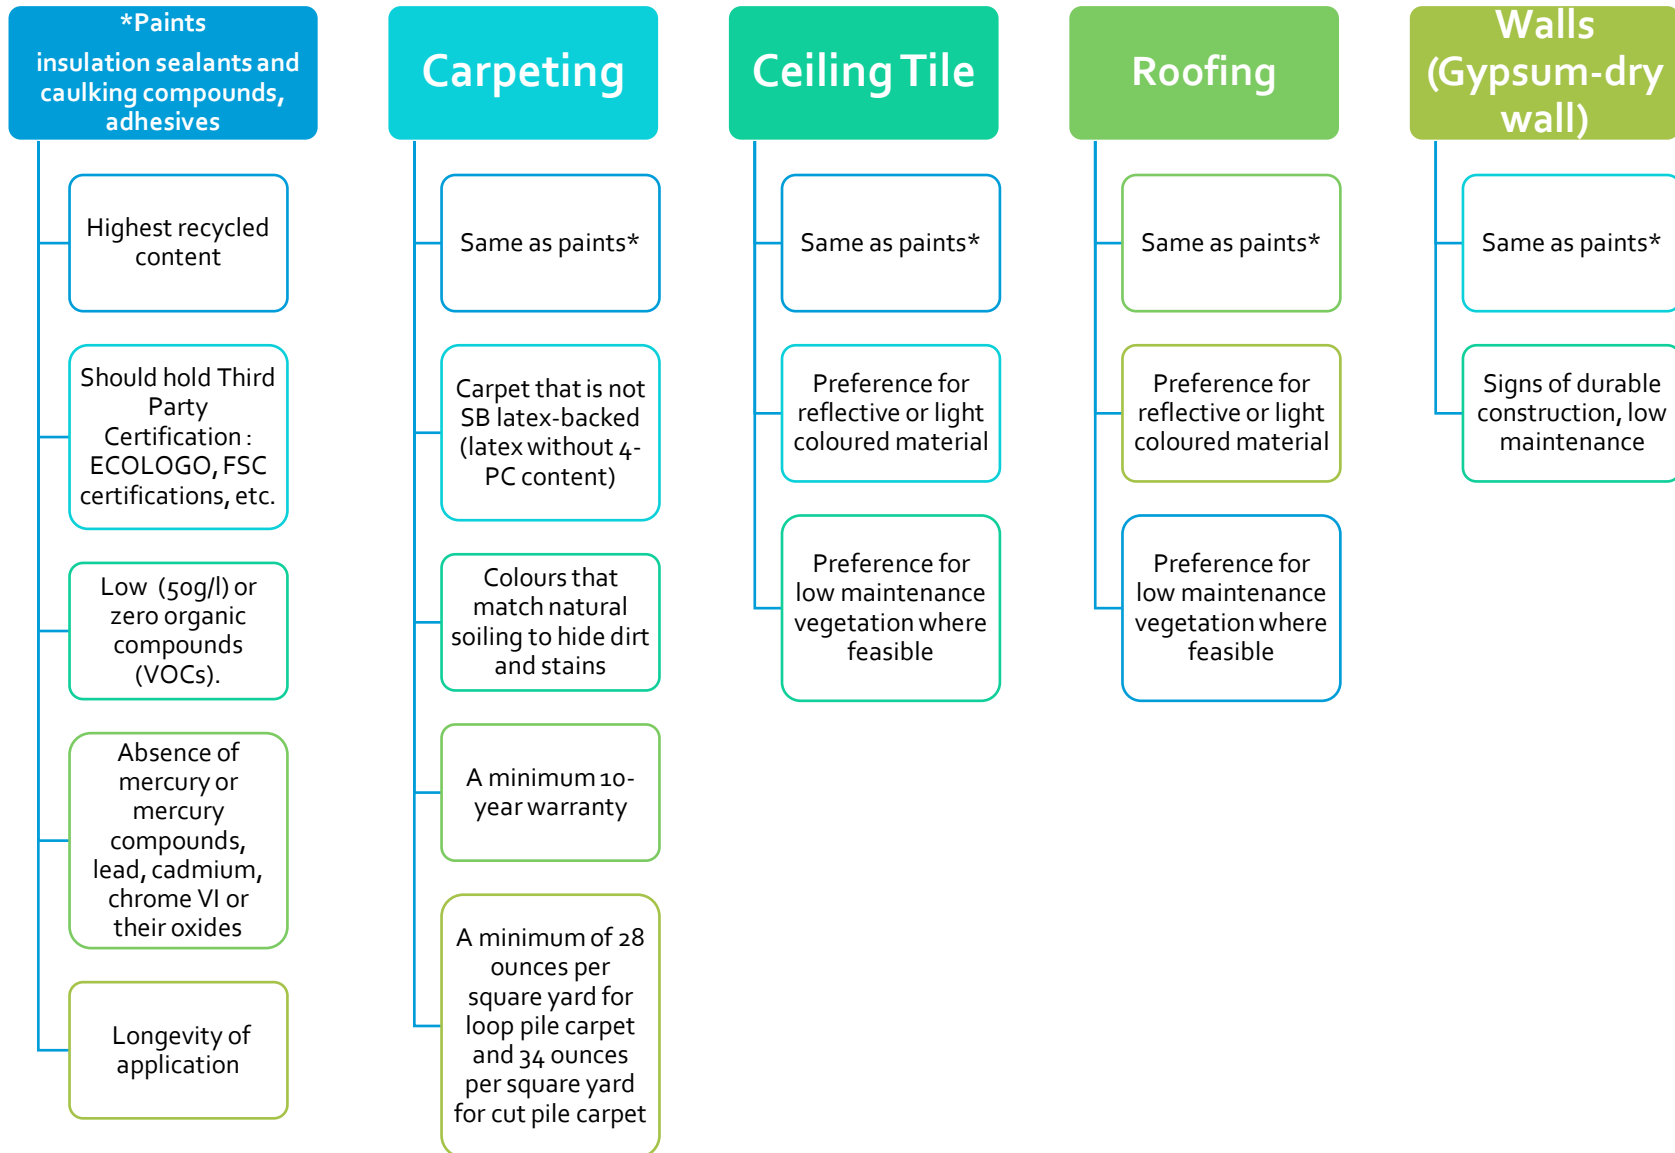 *Paints
insulation sealants and
caulking compounds,
adhesives
Highest recycled
content
Should hold Third
Party
Certification :
ECOLOGO, FSC
certifications, etc.
Low (50g/l) or
zero organic
compounds
(VOCs).
Absence of
mercury or
mercury
compounds,
lead, cadmium,
chrome VI or
their oxides
Longevity of
application
Carpeting
Same as paints*
Carpet that is not
SB latex-backed
(latex without 4-
PC content)
Colours that
match natural
soiling to hide dirt
and stains
A minimum 10-
year warranty
A minimum of 28
ounces per
square yard for
loop pile carpet
and 34 ounces
per square yard
for cut pile carpet
Ceiling Tile
Same as paints*
Preference for
reflective or light
coloured material
Preference for
low maintenance
vegetation where
feasible
Roofing
Same as paints*
Preference for
reflective or light
coloured material
Preference for
low maintenance
vegetation where
feasible
Walls
(Gypsum-dry
wall)
Same as paints*
Signs of durable
construction, low
maintenance